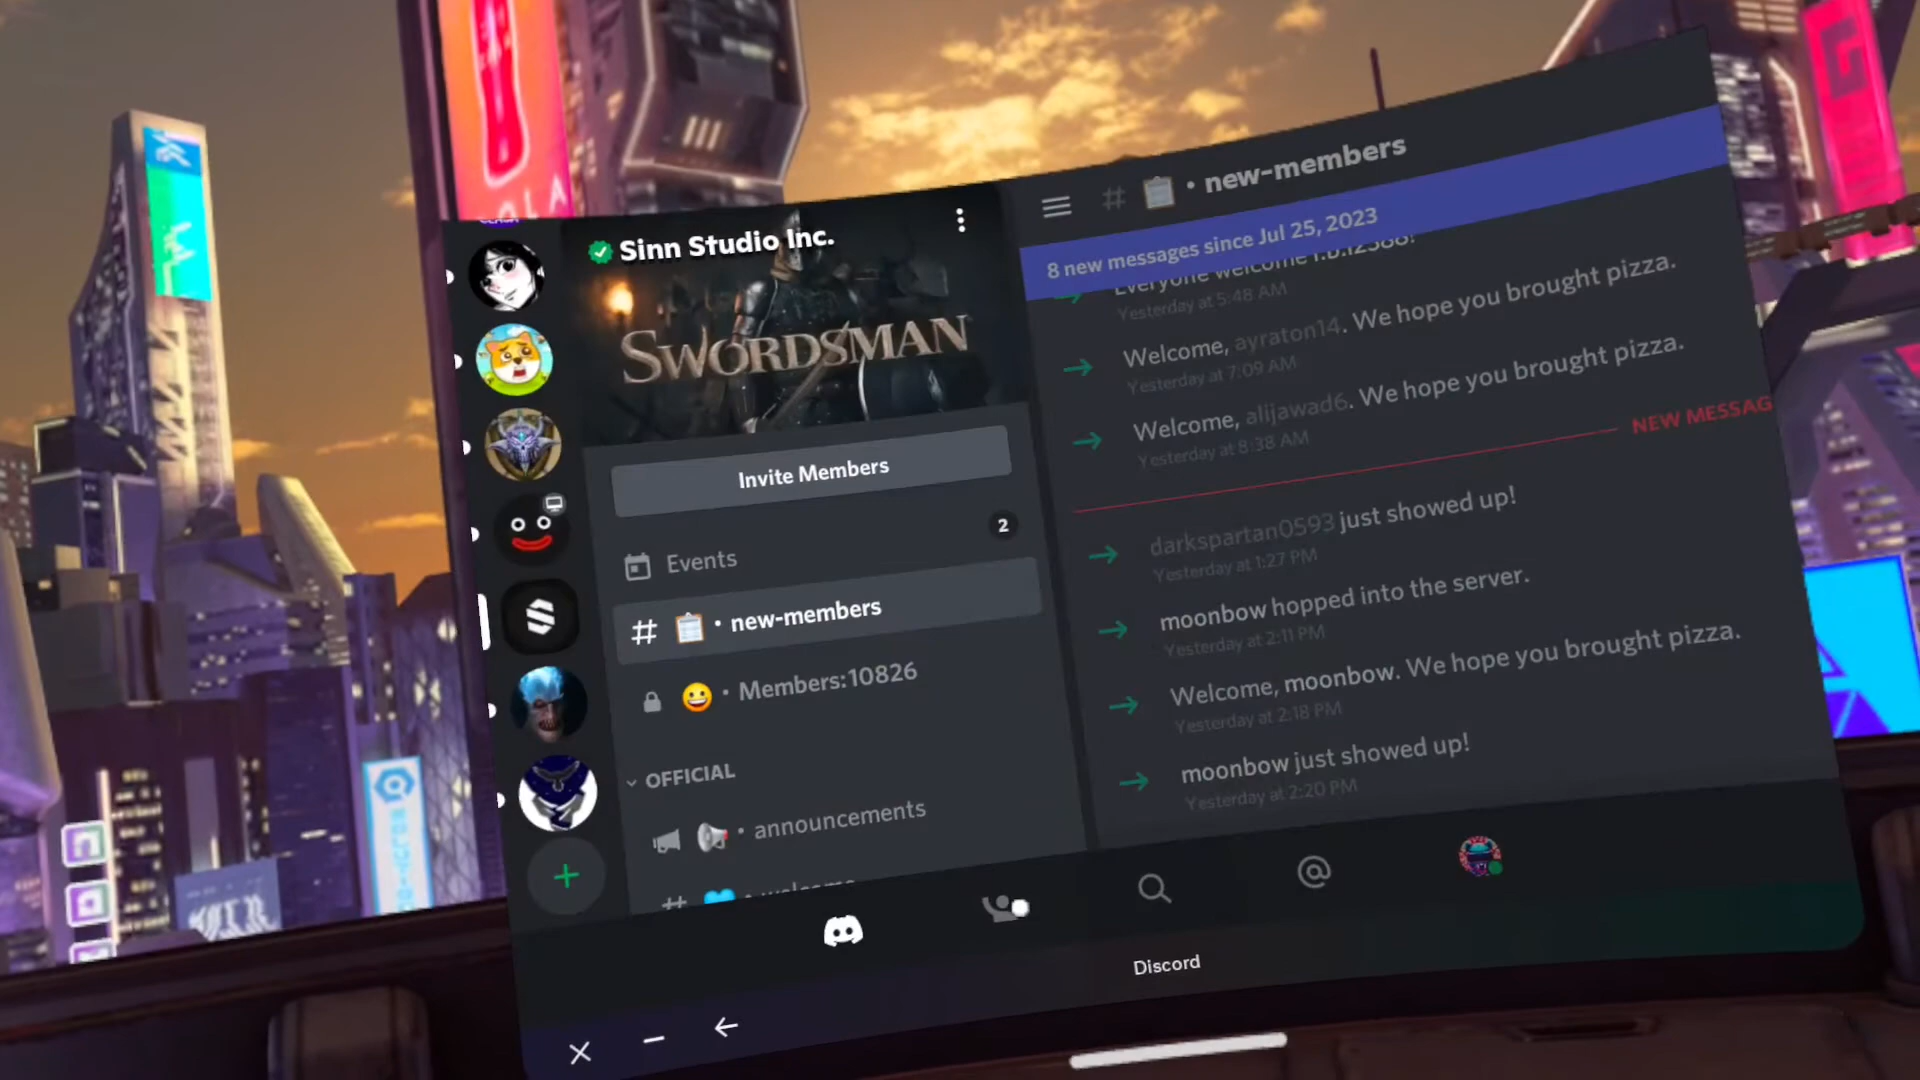 OLA
Sinn Studio Inc.
SWORDSMAN
Invite Members
Events
2
# • new-members
• Members:10826
OFFICIAL
• announcements
# • new-members
8 new messages since Jul 25, 2023
Yesterday at 5:48 AM
Welcome, ayraton14. We hope you brought pizza.
Yesterday at 7:09 AM
Welcome, alijawad6. We hope you brought pizza.
Yesterday at 8:38 AM
NEW MESSAG
darkspartan0593 just showed up!
Yesterday at 1:27 PM
moonbow hopped into the server.
Yesterday at 2:11 PM
Welcome, moonbow. We hope you brought pizza.
Yesterday at 2:18 PM
moonbow just showed up!
Yesterday at 2:20 PM
Discord